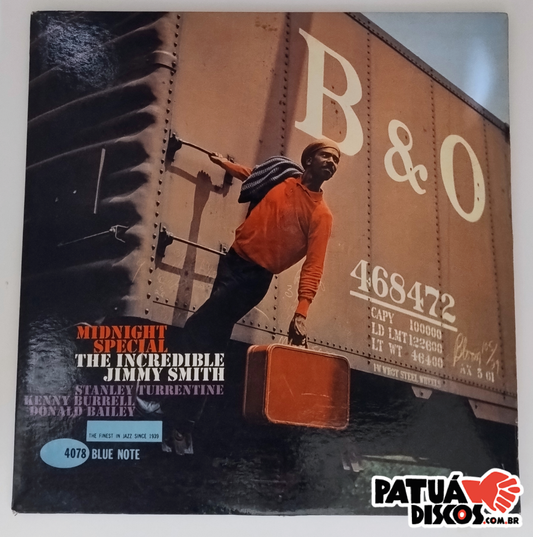 B & O
468472
CAPY 100000
LD LMT 122600
LT WT 46400
MIDNIGHT
SPECIAL
THE INCREDIBLE
JIMMY SMITH
STANLEY TURRENTINE
KENNY BURRELL
DONALD BAILEY
THE FINEST IN JAZZ SINCE 1939
4078 BLUE NOTE
PATUÁ
DISCOS.COM.BR